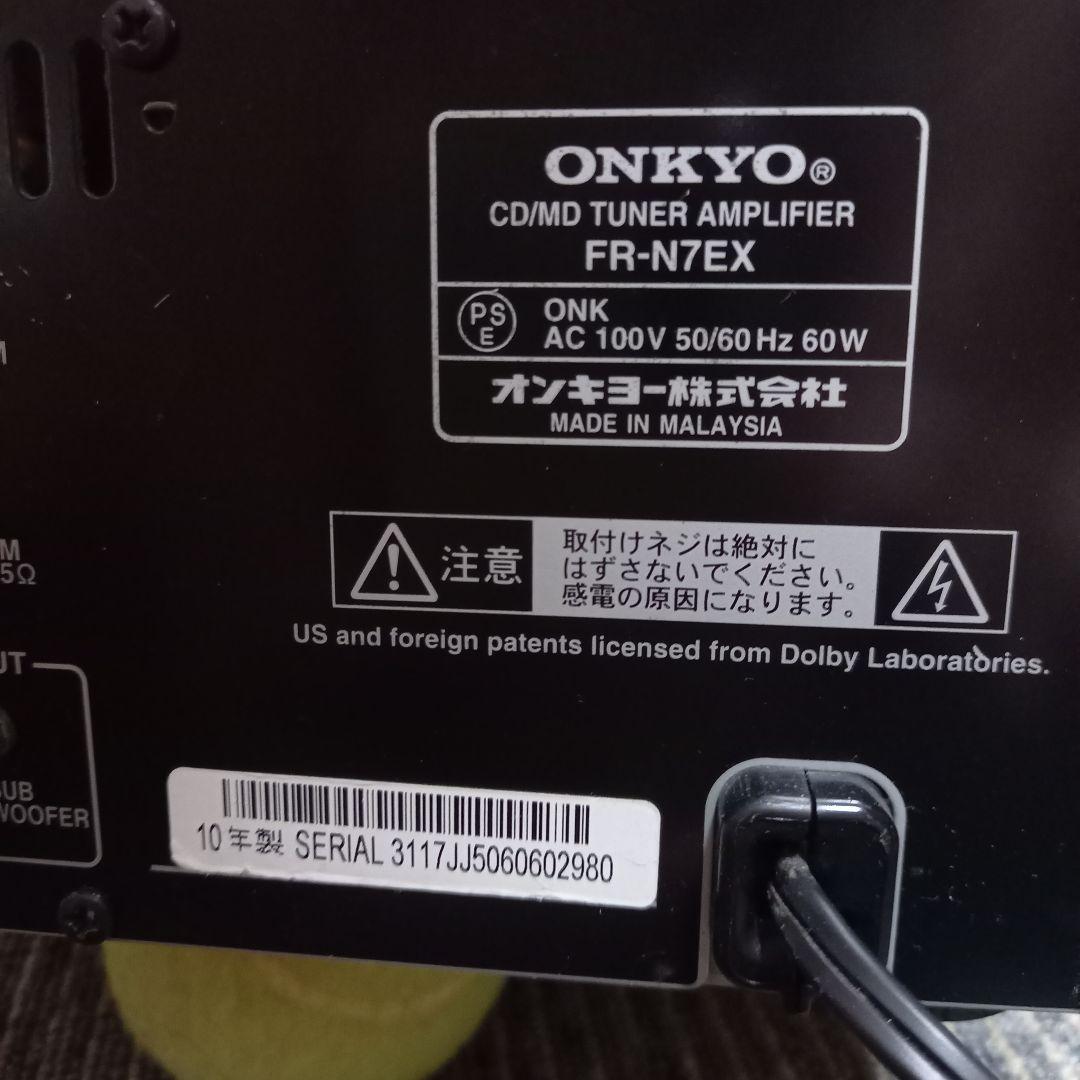 ONKYO®
CD/MD TUNER AMPLIFIER
FR-N7EX
PS
E
ONK
AC 100V 50/60 Hz 60W
オンキヨー株式会社
MADE IN MALAYSIA
M
M
5Ω
注意
取付けネジは絶対に
はずさないでください。
感電の原因になります。
US and foreign patents licensed from Dolby Laboratories.
UT
SUB
WOOFER
10年製 SERIAL 3117JJ5060602980